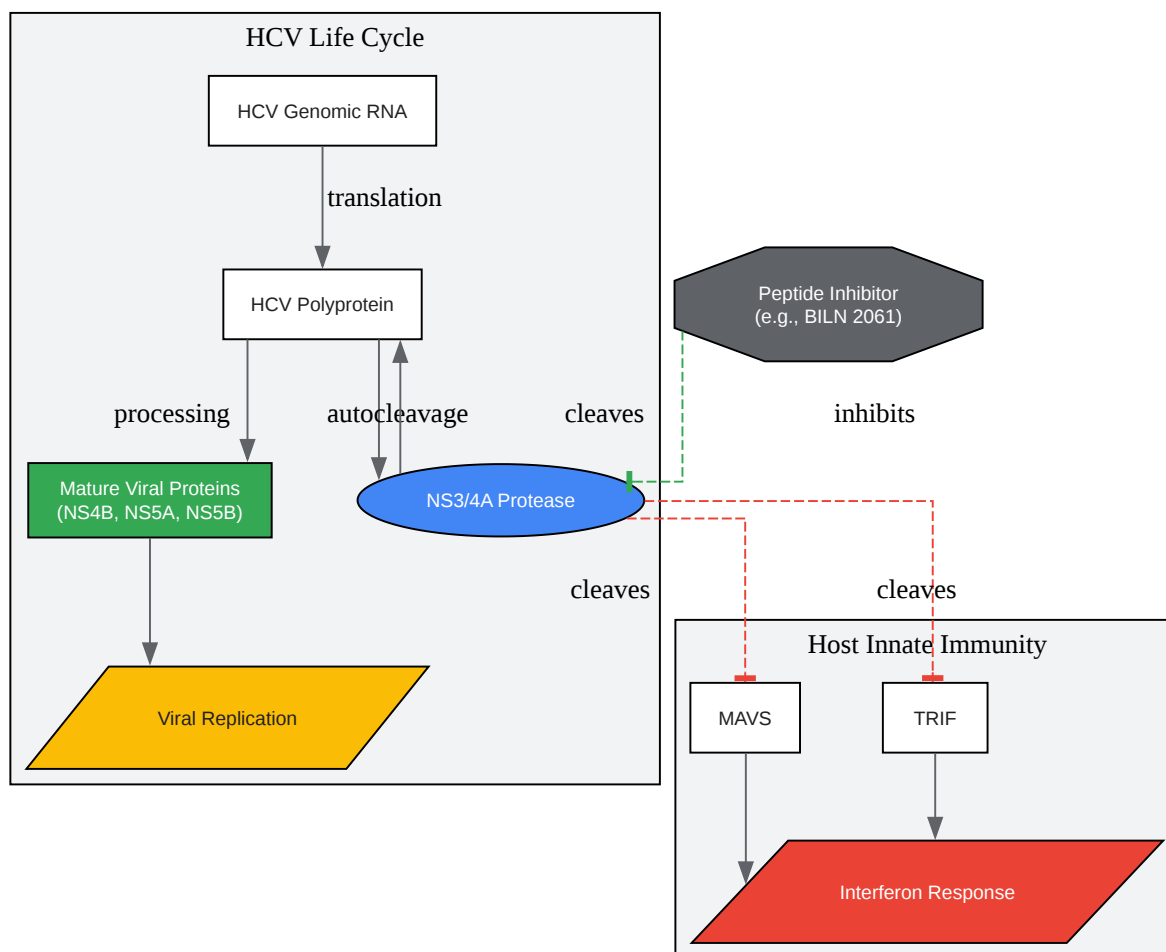 HCV Life Cycle
HCV Genomic RNA
translation
HCV Polyprotein
Peptide Inhibitor
(e.g., BILN 2061)
processing
autocleavage
cleaves
inhibits
Mature Viral Proteins
(NS4B, NS5A, NS5B)
NS3/4A Protease
cleaves
cleaves
Host Innate Immunity
Viral Replication
MAVS
TRIF
Interferon Response